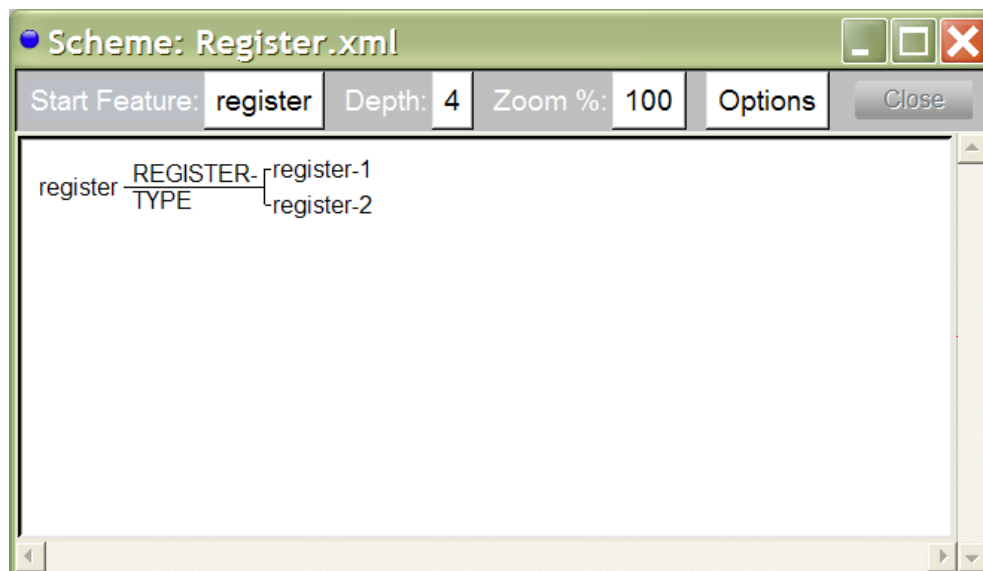 Scheme: Register.xml
Start Feature: register Depth: 4 Zoom %: 100 Options Close
register REGISTER-TYPE
register-1
register-2